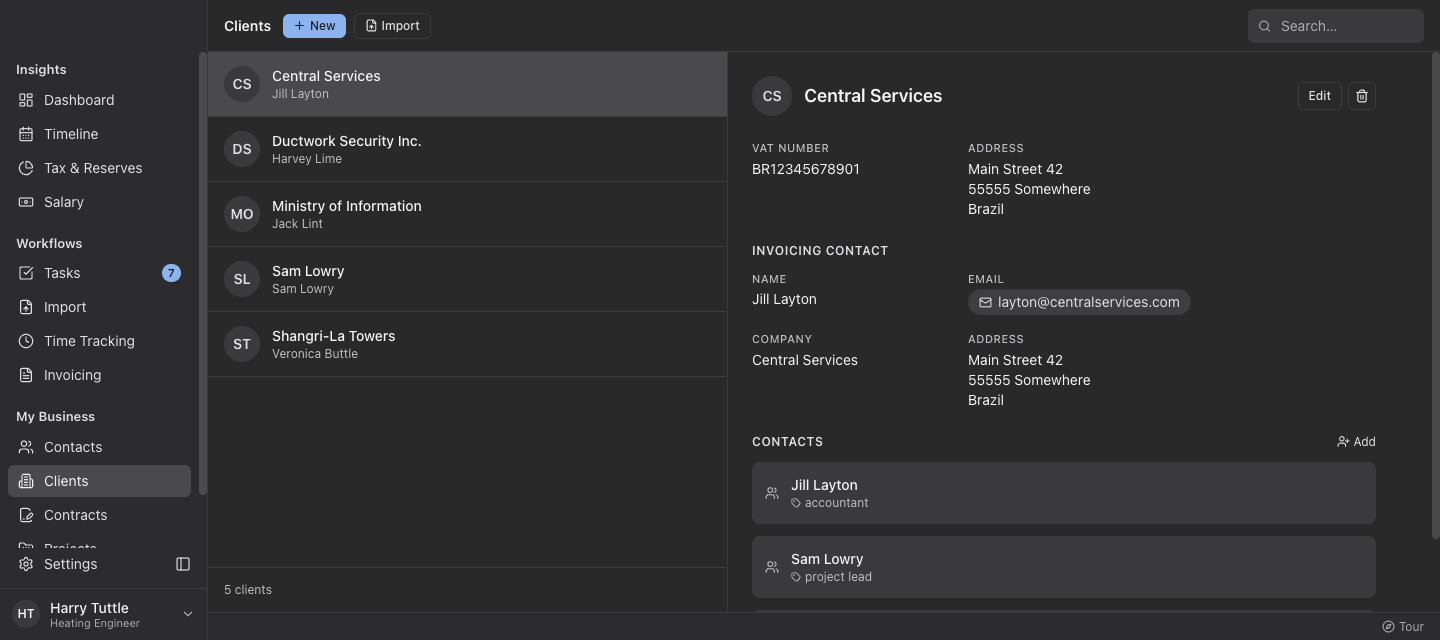 Insights
Dashboard
Timeline
Tax & Reserves
Salary
Workflows
Tasks
7
Import
Time Tracking
Invoicing
My Business
Contacts
Clients
Contracts
Projects
Settings
HT
Harry Tuttle
Heating Engineer
Clients
New
Import
Search...
CS
Central Services
Jill Layton
DS
Ductwork Security Inc.
Harvey Lime
MO
Ministry of Information
Jack Lint
SL
Sam Lowry
Sam Lowry
ST
Shangri-La Towers
Veronica Buttle
5 clients
CS
Central Services
Edit
VAT NUMBER
BR12345678901
ADDRESS
Main Street 42
55555 Somewhere
Brazil
INVOICING CONTACT
NAME
Jill Layton
EMAIL
layton@centralservices.com
COMPANY
Central Services
ADDRESS
Main Street 42
55555 Somewhere
Brazil
CONTACTS
Add
Jill Layton
accountant
Sam Lowry
project lead
Tour